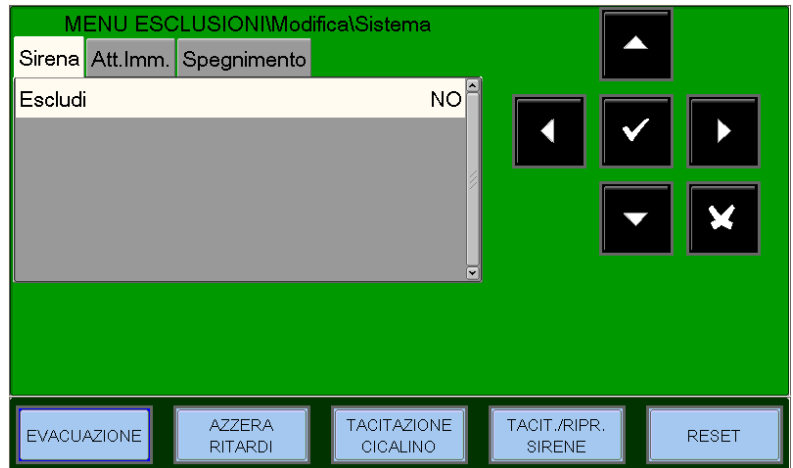 MENU ESCLUSIONI\Modifica\Sistema
Sirena Att.Imm. Spegnimento
Escludi NO
EVACUAZIONE
AZZERA
RITARDI
TACITAZIONE
CICALINO
TACIT./RIPR.
SIRENE
RESET